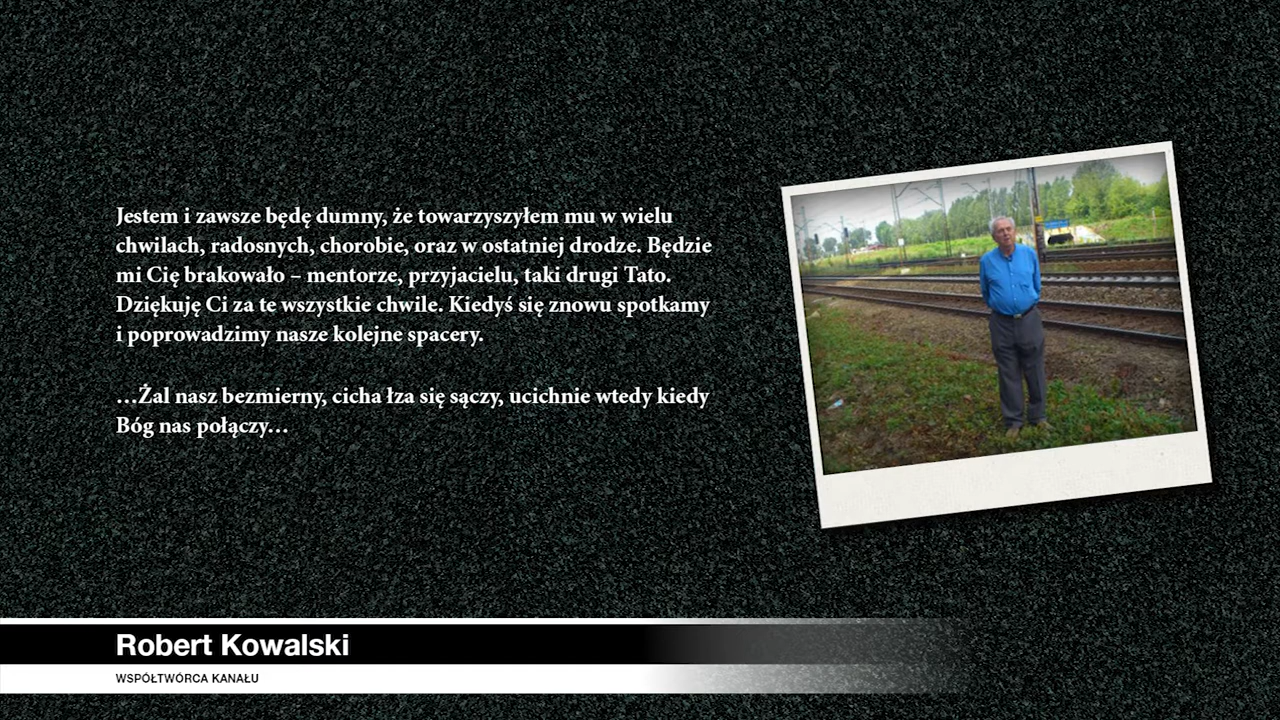 Jestem i zawsze będę dumny, że towarzyszyłem mu w wielu
chwilach, radosnych, chorobie, oraz w ostatniej drodze. Będzie
mi Cię brakowało – mentorze, przyjacielu, taki drugi Tato.
Dziękuję Ci za te wszystkie chwile. Kiedyś się znowu spotkamy
i poprowadzimy nasze kolejne spacery.
…Żal nasz bezmierny, cicha łza się sączy, ucichnie wtedy kiedy
Bóg nas połączy…
Robert Kowalski
WSPÓŁTWÓRCA KANAŁU